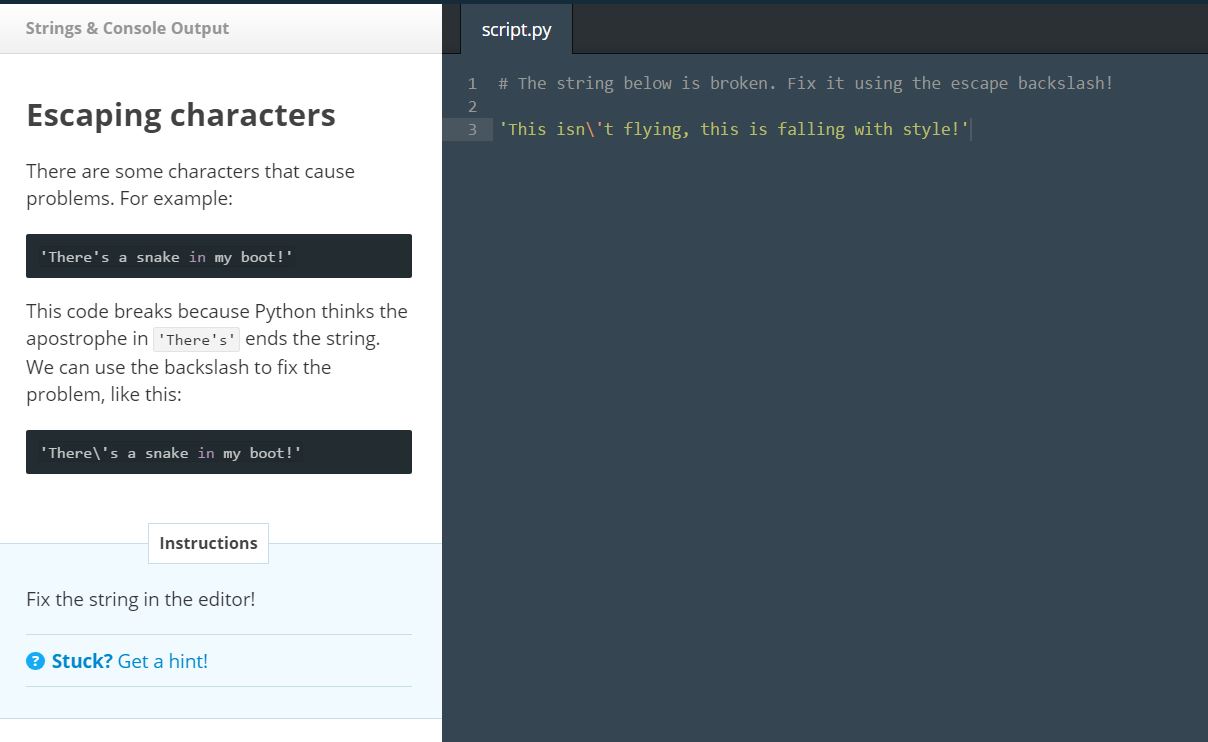 Strings & Console Output
Escaping characters
There are some characters that cause
problems. For example:
'There's a snake in my boot!'
This code breaks because Python thinks the
apostrophe in 'There's' ends the string.
We can use the backslash to fix the
problem, like this:
'There\'s a snake in my boot!'
Instructions
Fix the string in the editor!
? Stuck? Get a hint!
script.py
1 # The string below is broken. Fix it using the escape backslash!
2
3 'This isn\'t flying, this is falling with style!'